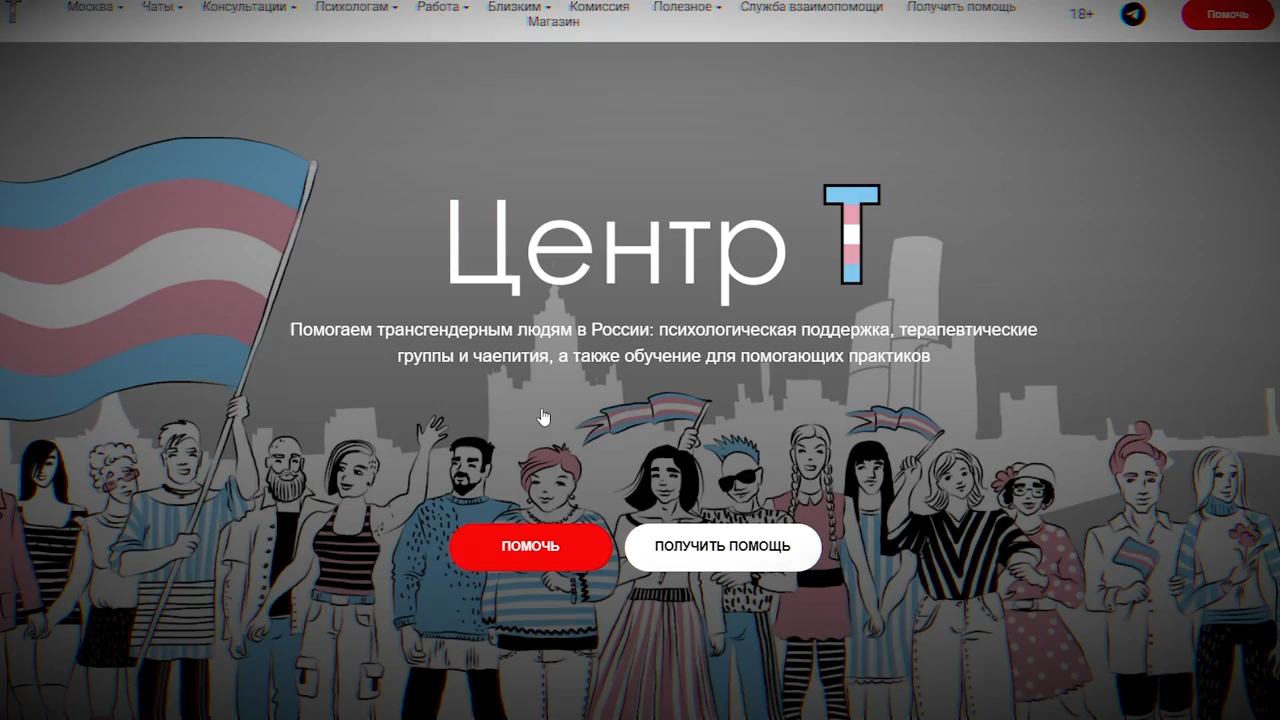 Москва Чаты Консультации Психологам Работа Близким Комиссия Полезное Служба взаимопомощи Получить помощь
Магазин
18+
Помочь
Центр Т
Помогаем трансгендерным людям в России: психологическая поддержка, терапевтические
группы и чаепития, а также обучение для помогающих практиков
ПОМОЧЬ
ПОЛУЧИТЬ ПОМОЩЬ